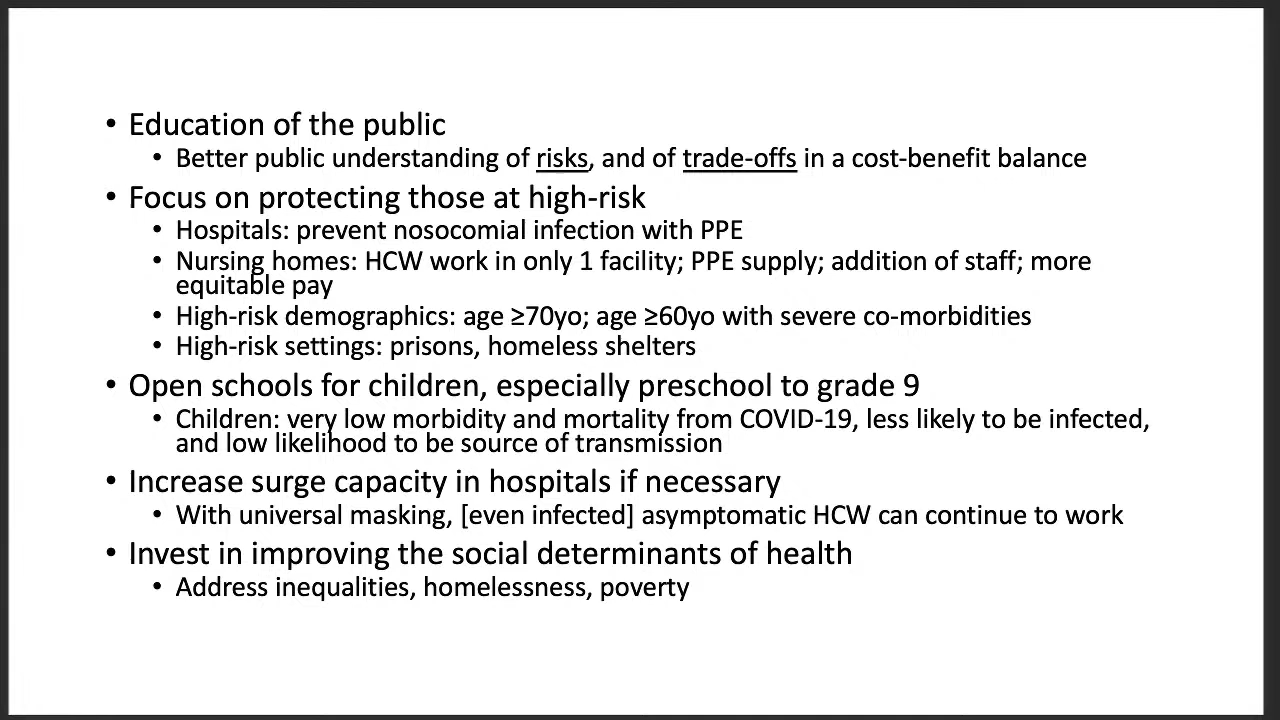 • Education of the public
• Better public understanding of risks, and of trade-offs in a cost-benefit balance
• Focus on protecting those at high-risk
• Hospitals: prevent nosocomial infection with PPE
• Nursing homes: HCW work in only 1 facility; PPE supply; addition of staff; more
equitable pay
• High-risk demographics: age ≥70yo; age ≥60yo with severe co-morbidities
• High-risk settings: prisons, homeless shelters
• Open schools for children, especially preschool to grade 9
• Children: very low morbidity and mortality from COVID-19, less likely to be infected,
and low likelihood to be source of transmission
• Increase surge capacity in hospitals if necessary
• With universal masking, [even infected] asymptomatic HCW can continue to work
• Invest in improving the social determinants of health
• Address inequalities, homelessness, poverty